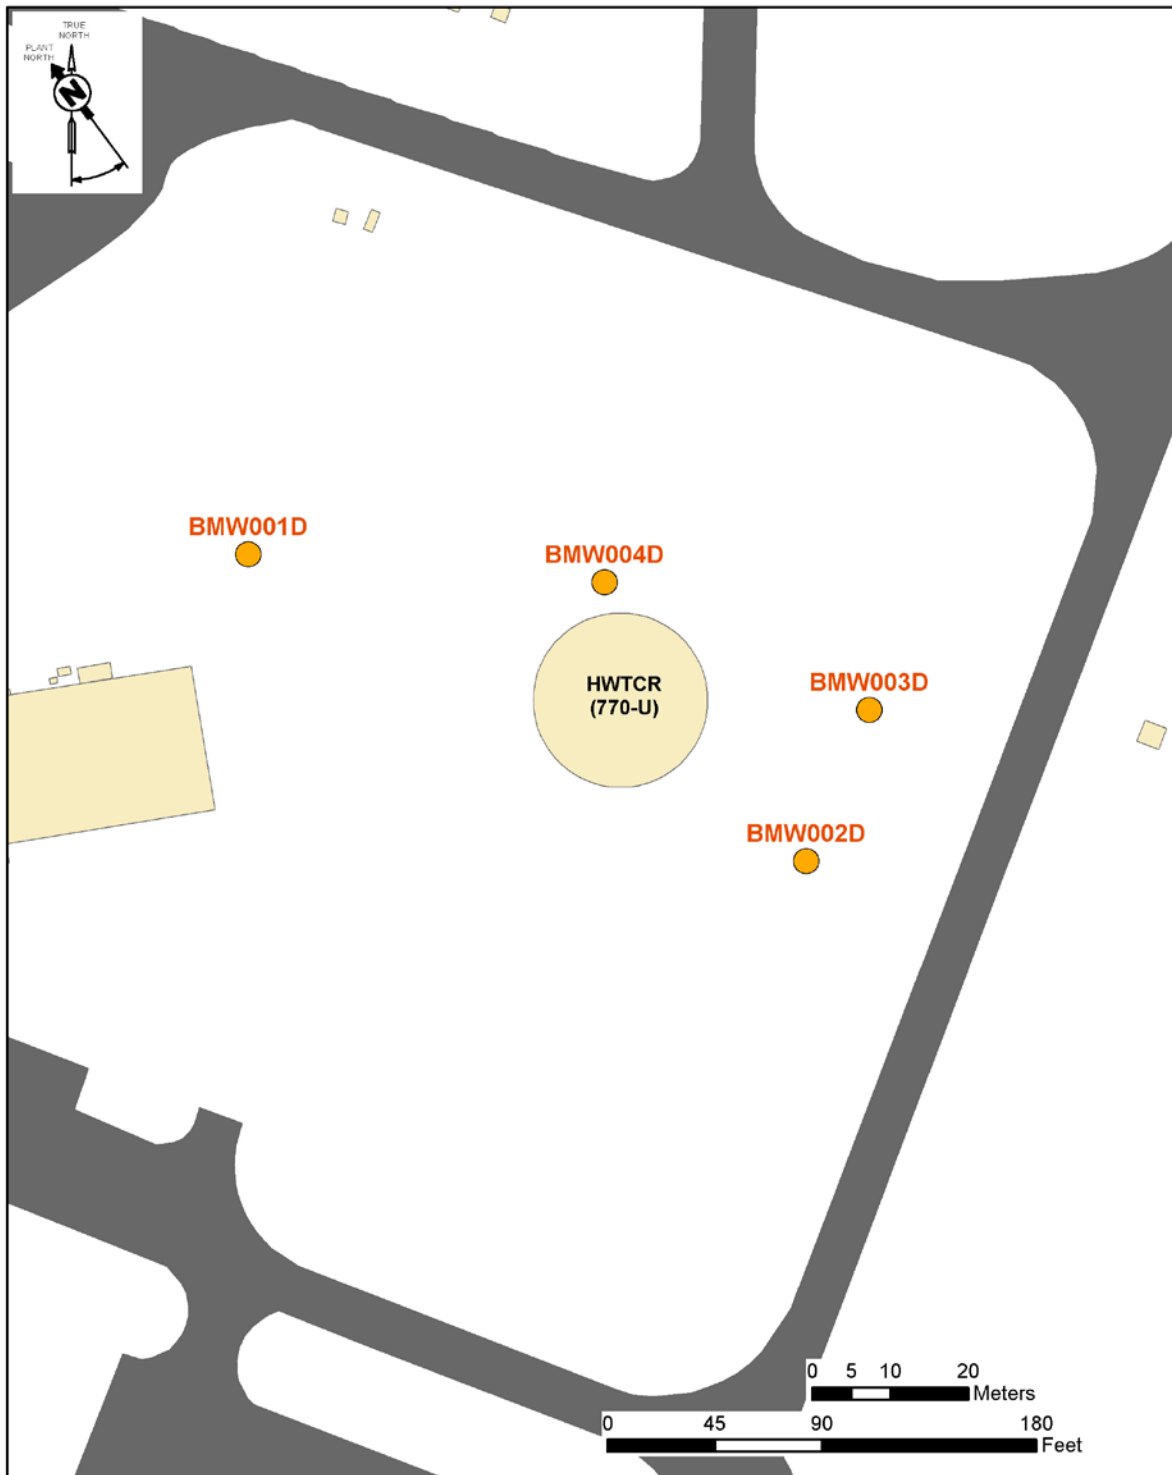 TRUE
NORTH
PLANT
NORTH
N
BMW001D
BMW004D
HWTCR
(770-U)
BMW003D
BMW002D
0 5 10 20
Meters
0 45 90 180
Feet